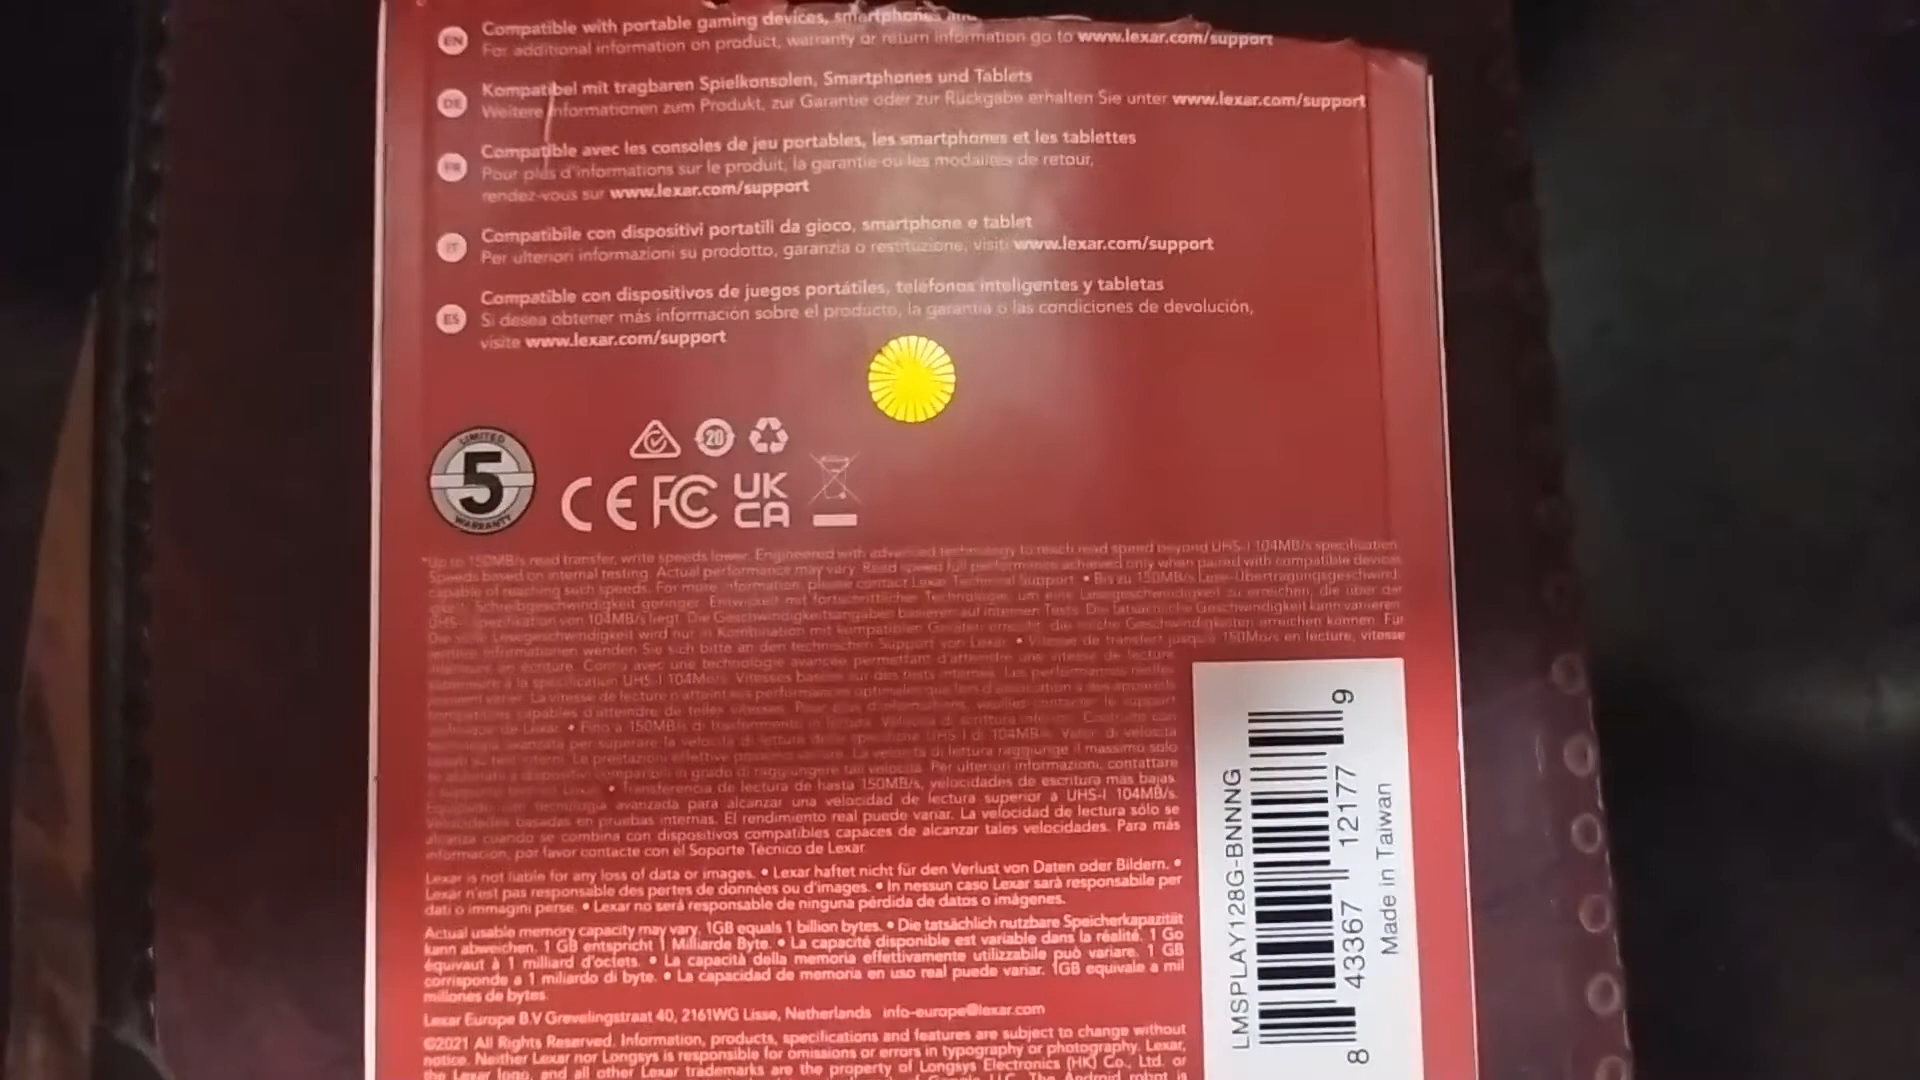 EN
Compatible with portable gaming devices, smartphones and
For additional information on product, warranty or return information go to www.lexar.com/support
DE
Kompatibel mit tragbaren Spielkonsolen, Smartphones und Tablets
Weitere Informationen zum Produkt, zur Garantie oder zur Rückgabe erhalten Sie unter www.lexar.com/support
FR
Compatible avec les consoles de jeu portables, les smartphones et les tablettes
Pour plus d'informations sur le produit, la garantie ou les modalités de retour,
rendez-vous sur www.lexar.com/support
IT
Compatibile con dispositivi portatili da gioco, smartphone e tablet
Per ulteriori informazioni su prodotto, garanzia o restituzione, visiti www.lexar.com/support
ES
Compatible con dispositivos de juegos portátiles, teléfonos inteligentes y tabletas
Si desea obtener más información sobre el producto, la garantía o las condiciones de devolución,
visite www.lexar.com/support
LIMITED
5
WARRANTY
20
CE FC UK CA
*Up to 150MB/s read transfer, write speeds lower. Engineered with advanced technology to reach read speed beyond UHS-I 104MB/s specification.
Speeds based on internal testing. Actual performance may vary. Read speed full performance achieved only when paired with compatible devices
capable of reaching such speeds. For more information, please contact Lexar Technical Support. • Bis zu 150MB/s Lese-Übertragungsgeschwindi-
Schreibgeschwindigkeit geringer. Entwickelt mit fortschrittlicher Technologie, um eine Lesegeschwindigkeit zu erreichen, die über der
von 104MB/s liegt. Die Geschwindigkeitsangaben basieren auf internen Tests. Die tatsächliche Geschwindigkeit kann variieren.
Lesegeschwindigkeit wird nur in Kombination mit kompatiblen Geräten erreicht, die solche Geschwindigkeiten erreichen können. Für
weitere Informationen wenden Sie sich bitte an den technischen Support von Lexar. • Vitesse de transfert jusqu'à 150Mo/s en lecture, vitesse
Conçu avec une technologie avancée permettant d'atteindre une vitesse de lecture
à la spécification UHS-I 104Mo/s. Vitesses basées sur des tests internes. Les performances réelles
peuvent varier. La vitesse de lecture n'atteint ses performances optimales que lors d'
capables d'atteindre de telles vitesses. Pour plus d'informations, veuillez contacter le support
technique de Lexar. • Fino a 150MB/s di trasferimento in lettura, velocità di scrittura inferiori. Costruito con
avanzata per superare la velocità di lettura della UHS-I di 104MB/s. Valori di velocità
su test interni. Le prestazioni effettive possono variare. La velocità di lettura raggiunge il massimo solo
dispositivi compatibili in grado di raggiungere tali velocità. Per ulteriori informazioni, contattare
Lexar. • Transferencia de lectura de hasta 150MB/s, velocidades de escritura más bajas.
tecnología avanzada para alcanzar una velocidad de lectura superior a UHS-I 104MB/s.
Velocidades basadas en pruebas internas. El rendimiento real puede variar. La velocidad de lectura sólo se
alcanza cuando se combina con dispositivos compatibles capaces de alcanzar tales velocidades. Para más
información, por favor contacte con el Soporte Técnico de Lexar
Lexar is not liable for any loss of data or images. • Lexar haftet nicht für den Verlust von Daten oder Bildern. •
Lexar n'est pas responsable des pertes de données ou d'images. • In nessun caso Lexar sarà responsabile per
dati o immagini perse. • Lexar no será responsable de ninguna pérdida de datos o imágenes.
Actual usable memory capacity may vary. 1GB equals 1 billion bytes. • Die tatsächlich nutzbare Speicherkapazität
kann abweichen. 1 GB entspricht 1 Milliarde Byte. • La capacité disponible est variable dans la réalité. 1 Go
équivaut à 1 milliard d'octets. • La capacità della memoria effettivamente utilizzabile può variare. 1 GB
corrisponde a 1 miliardo di byte. • La capacidad de memoria en uso real puede variar. 1GB equivale a mil
millones de bytes.
Lexar Europe B.V Grevelingstraat 40, 2161WG Lisse, Netherlands info-europe@lexar.com
©2021 All Rights Reserved. Information, products, specifications and features are subject to change without
notice. Neither Lexar nor Longsys is responsible for omissions or errors in typography or photography. Lexar,
the Lexar logo, and all other Lexar trademarks are the property of Longsys Electronics (HK) Co., Ltd. or
Google LLC. The Android robot is
LMSPLAY128G-BNNNG
8 43367 12177 9
Made in Taiwan